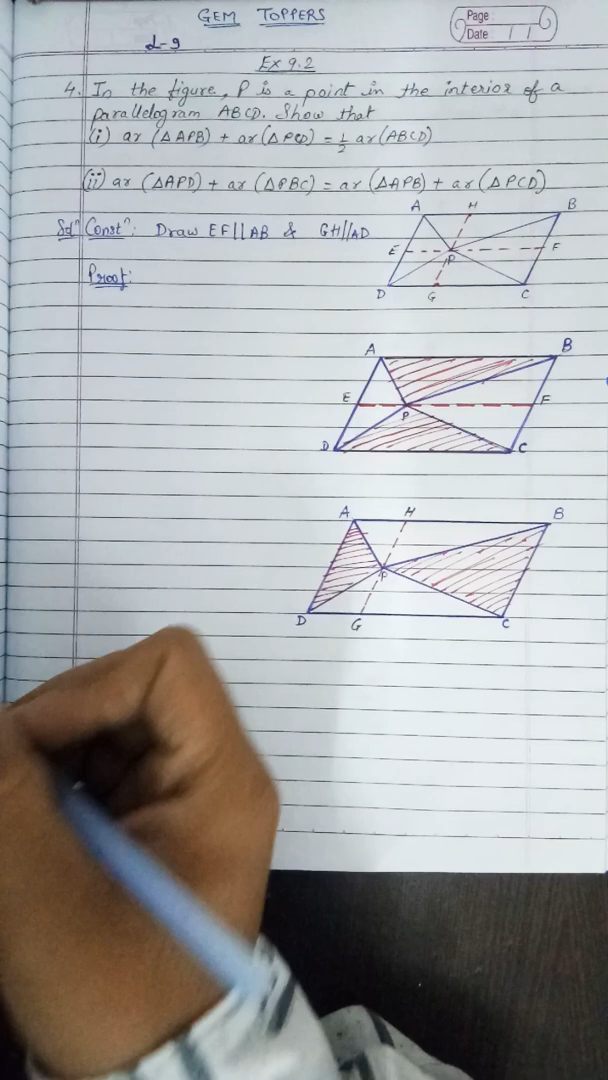 GEM TOPPERS
Page:
Date: / /
L-9
Ex 9.2
4. In the figure, P is a point in the interior of a
parallelogram ABCD. Show that
(i) ar (△APB) + ar (△PCD) = 1/2 ar (ABCD)
(ii) ar (△APD) + ar (△PBC) = ar (△APB) + ar (△PCD)
A H B
Solⁿ Constⁿ: Draw EF||AB & GH||AD
E P F
Proof:
D G C
A B
E P F
D C
A H B
P
D G C